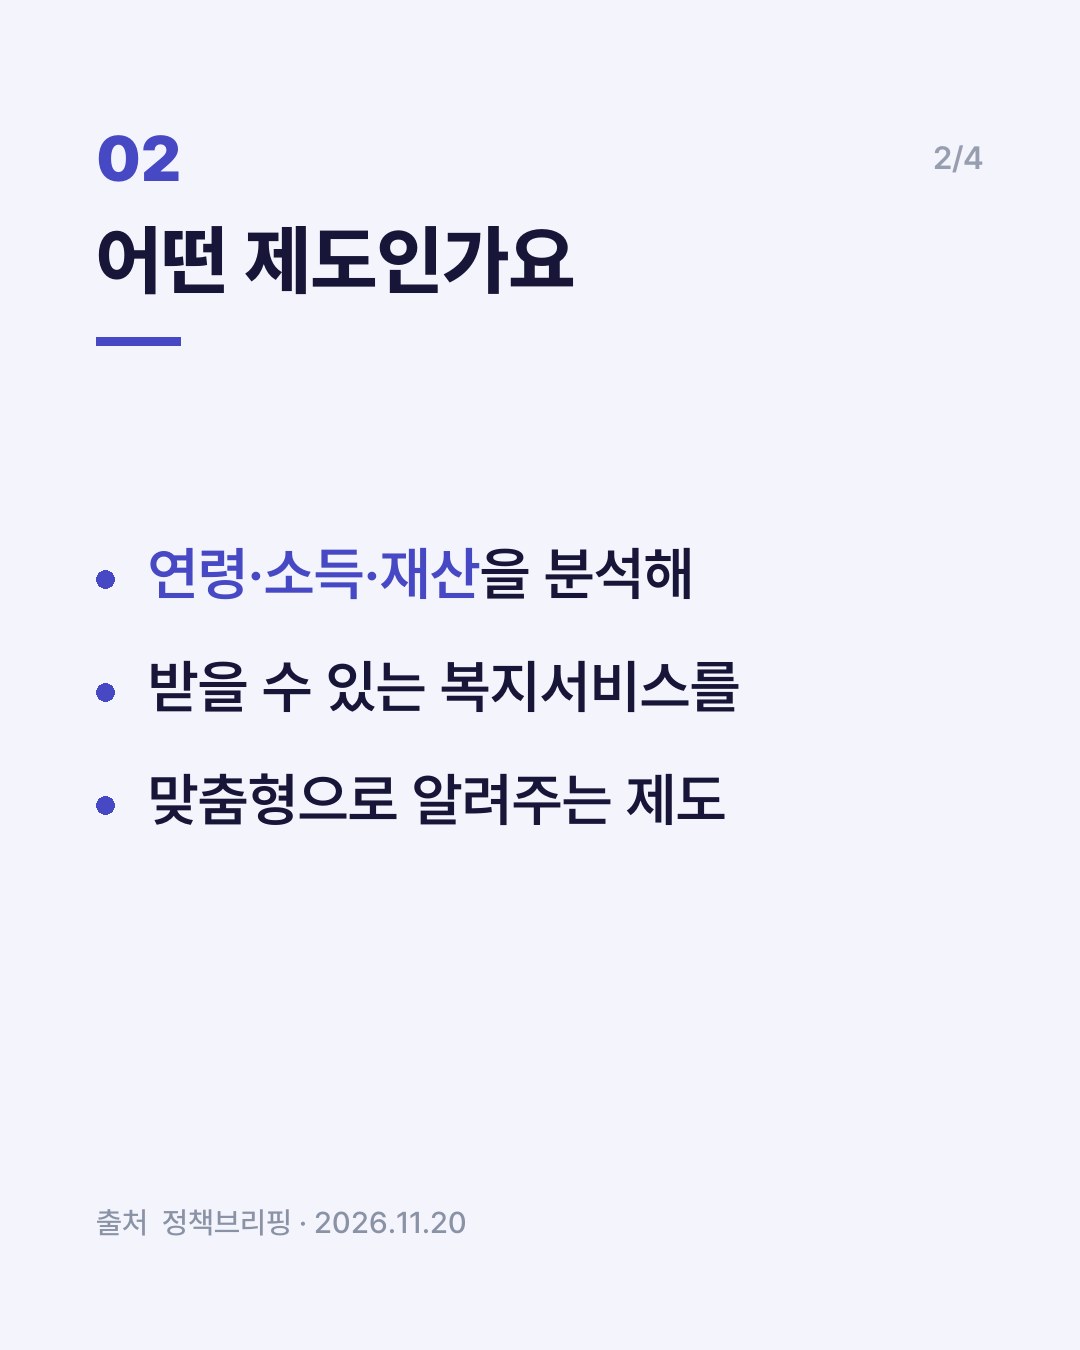 02
2/4
어떤 제도인가요
• 연령·소득·재산을 분석해
• 받을 수 있는 복지서비스를
• 맞춤형으로 알려주는 제도
출처 정책브리핑 · 2026.11.20